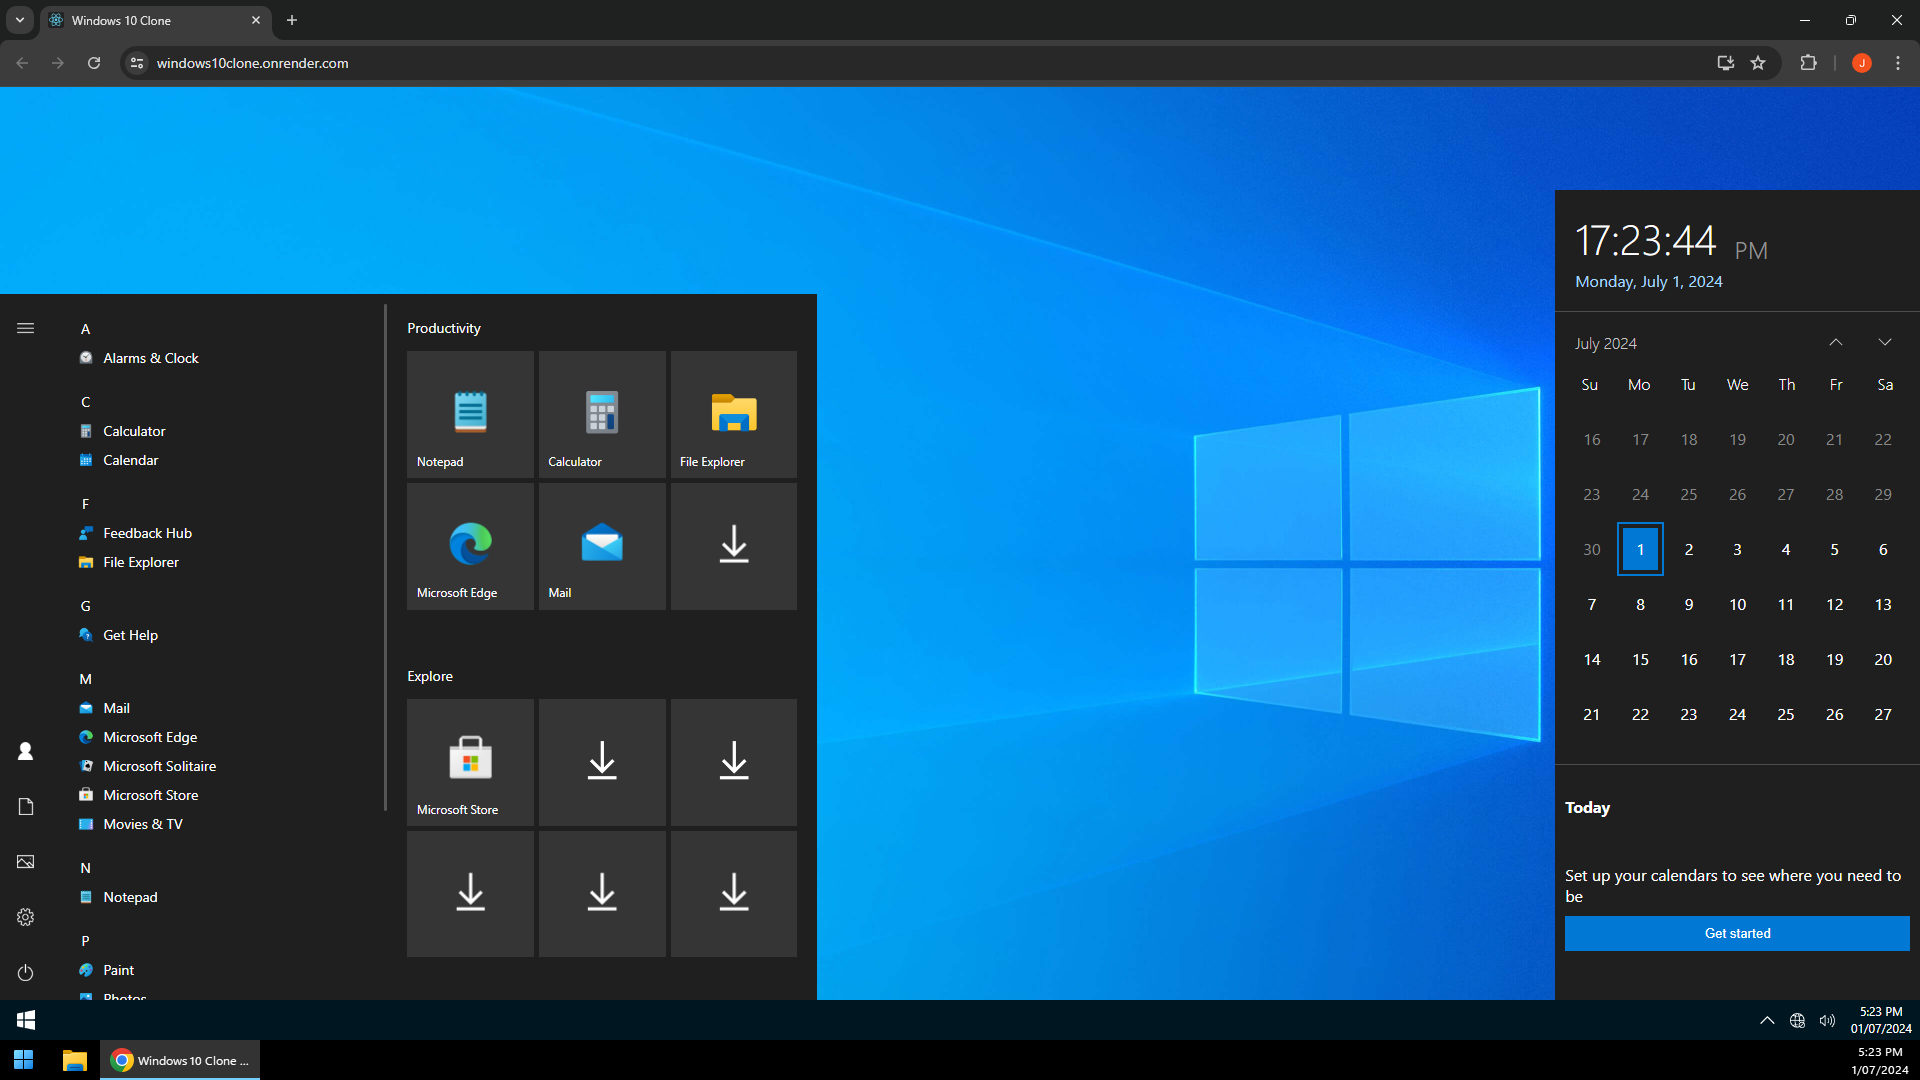 Windows 10 Clone
windows10clone.onrender.com
J
A
Alarms & Clock
C
Calculator
Calendar
F
Feedback Hub
File Explorer
G
Get Help
M
Mail
Microsoft Edge
Microsoft Solitaire
Microsoft Store
Movies & TV
N
Notepad
P
Paint
Photos
Productivity
Notepad
Calculator
File Explorer
Microsoft Edge
Mail
Explore
Microsoft Store
17:23:44 PM
Monday, July 1, 2024
July 2024
Su Mo Tu We Th Fr Sa
16 17 18 19 20 21 22
23 24 25 26 27 28 29
30 1 2 3 4 5 6
7 8 9 10 11 12 13
14 15 16 17 18 19 20
21 22 23 24 25 26 27
Today
Set up your calendars to see where you need to
be
Get started
5:23 PM
01/07/2024
Windows 10 Clone ...
5:23 PM
1/07/2024